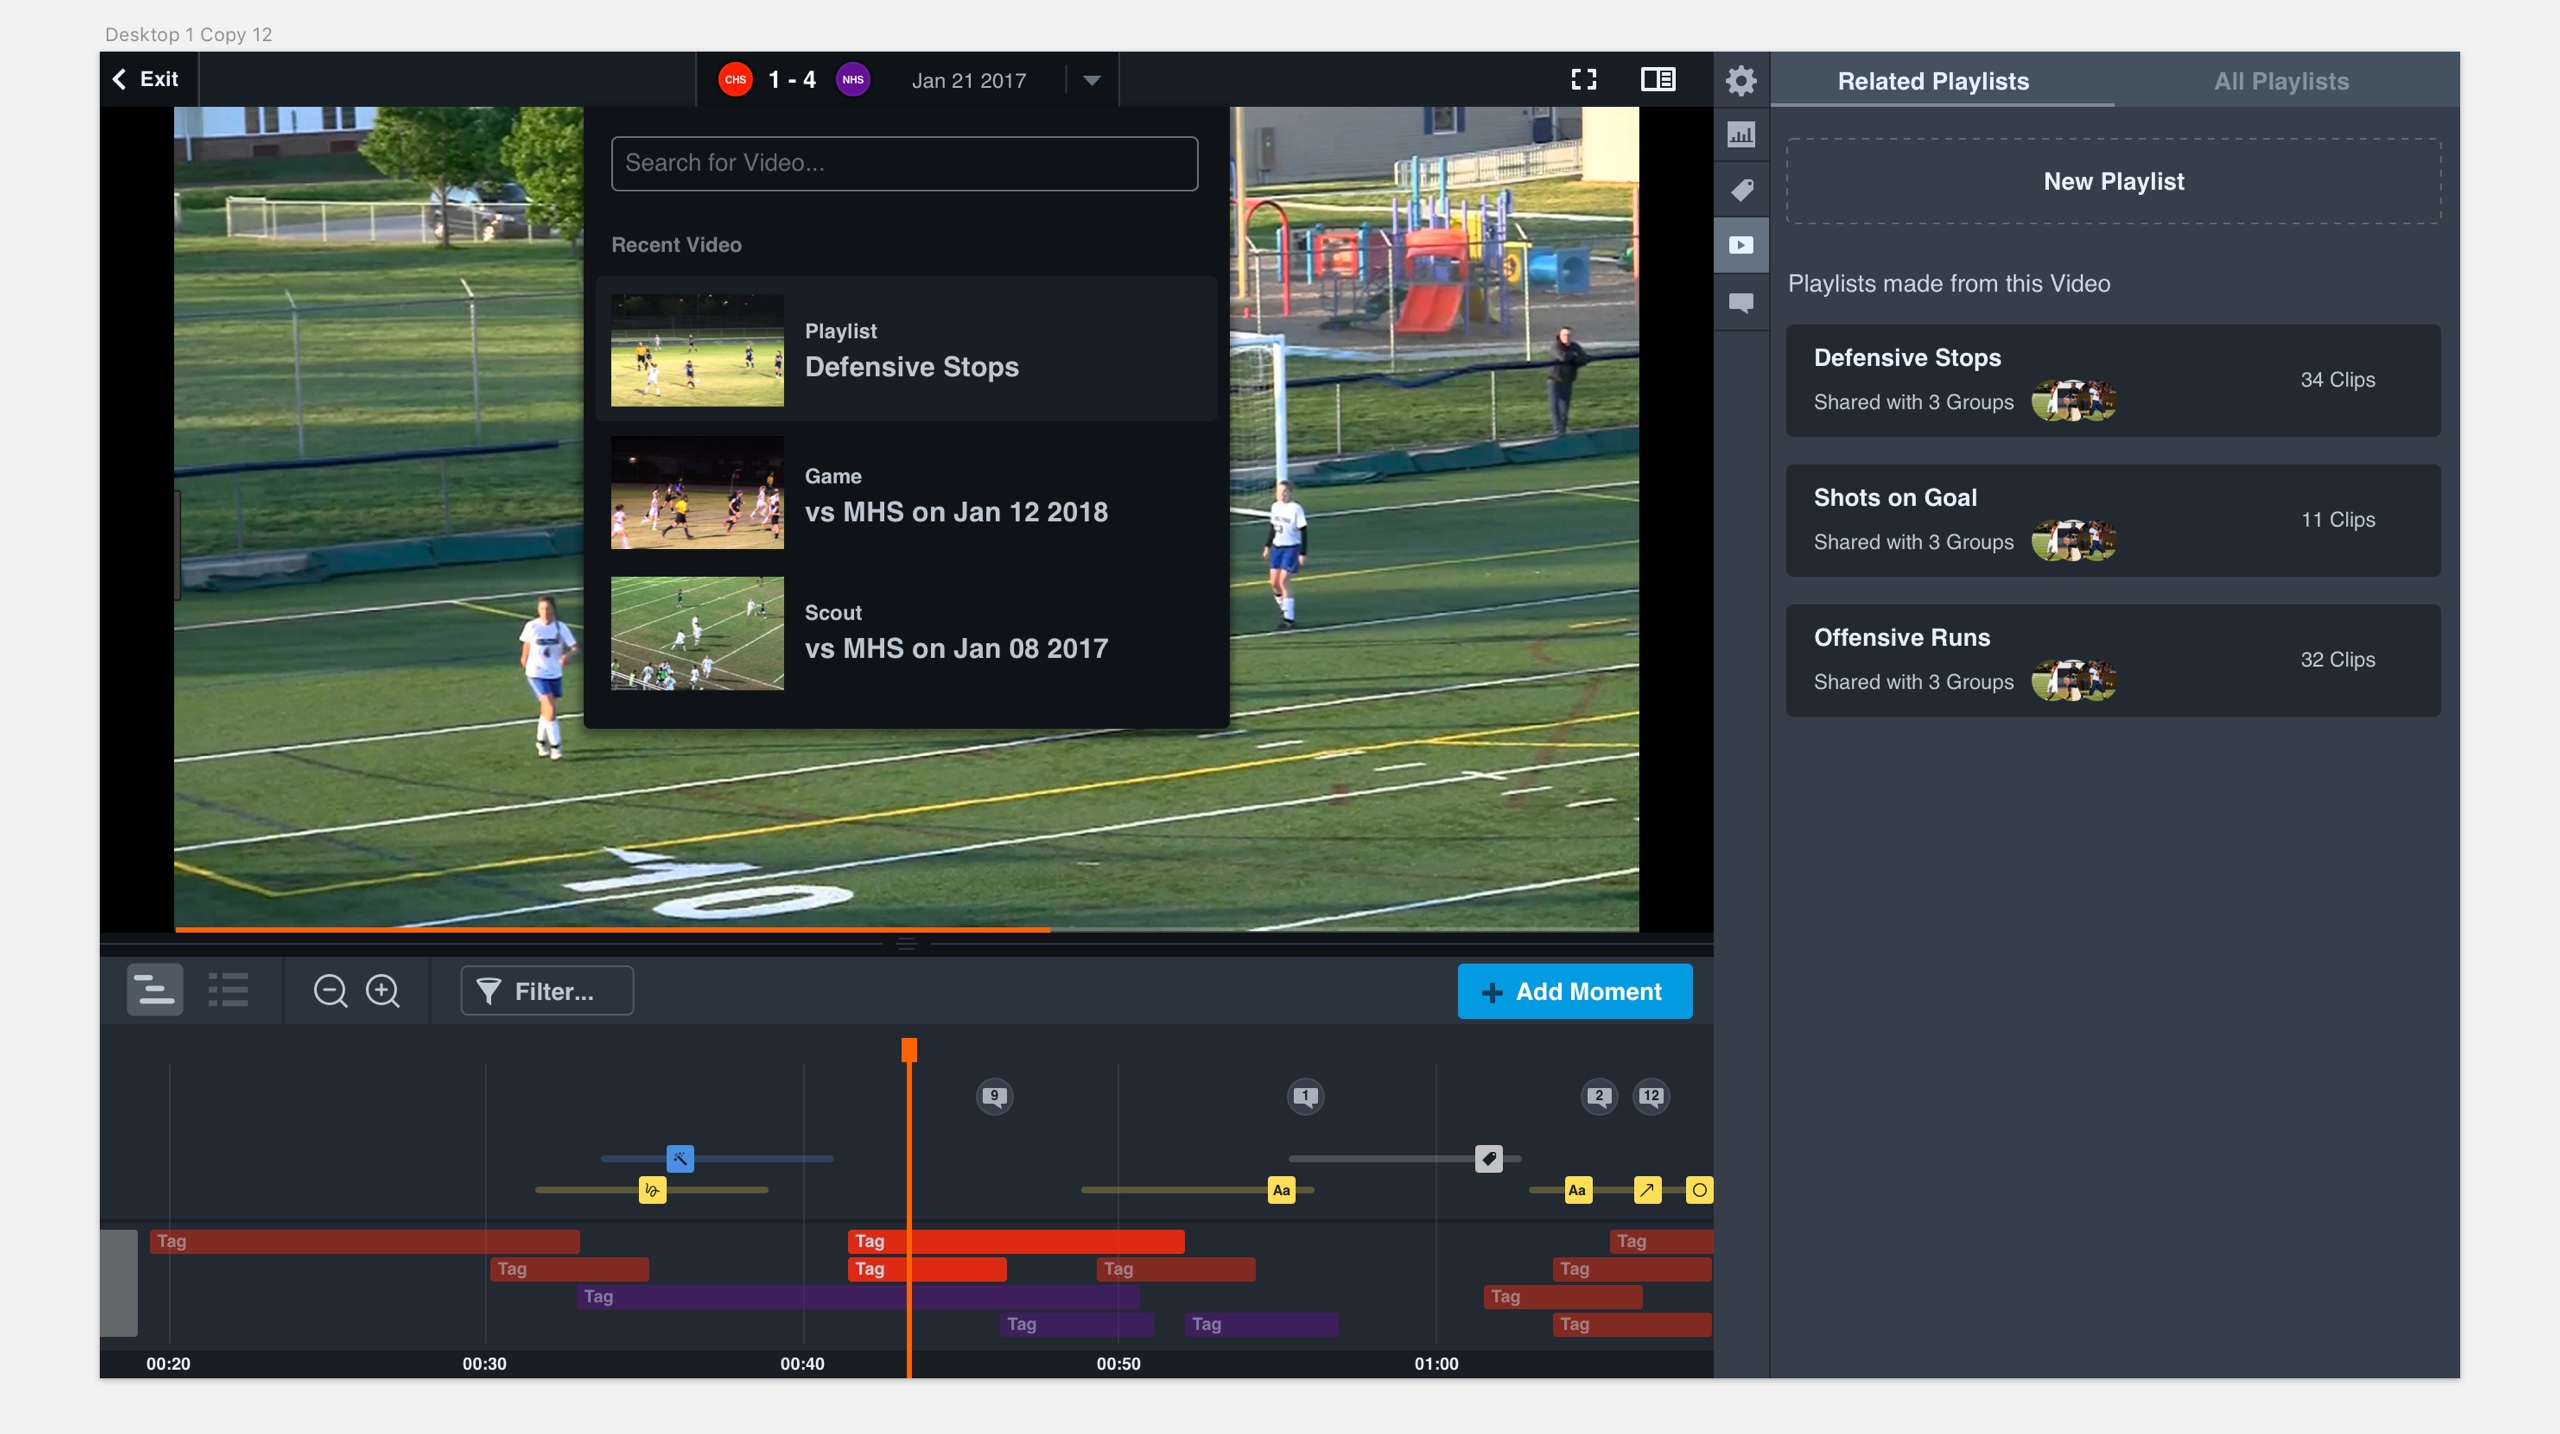 Desktop 1 Copy 12
Exit
CHS 1 - 4 NHS Jan 21 2017
Related Playlists
All Playlists
Search for Video...
Recent Video
Playlist
Defensive Stops
Game
vs MHS on Jan 12 2018
Scout
vs MHS on Jan 08 2017
New Playlist
Playlists made from this Video
Defensive Stops
Shared with 3 Groups
34 Clips
Shots on Goal
Shared with 3 Groups
11 Clips
Offensive Runs
Shared with 3 Groups
32 Clips
Filter...
Add Moment
9
1
2
12
Aa
Aa
Tag
Tag
Tag
Tag
Tag
Tag
Tag
Tag
Tag
Tag
Tag
Tag
Tag
00:20
00:30
00:40
00:50
01:00